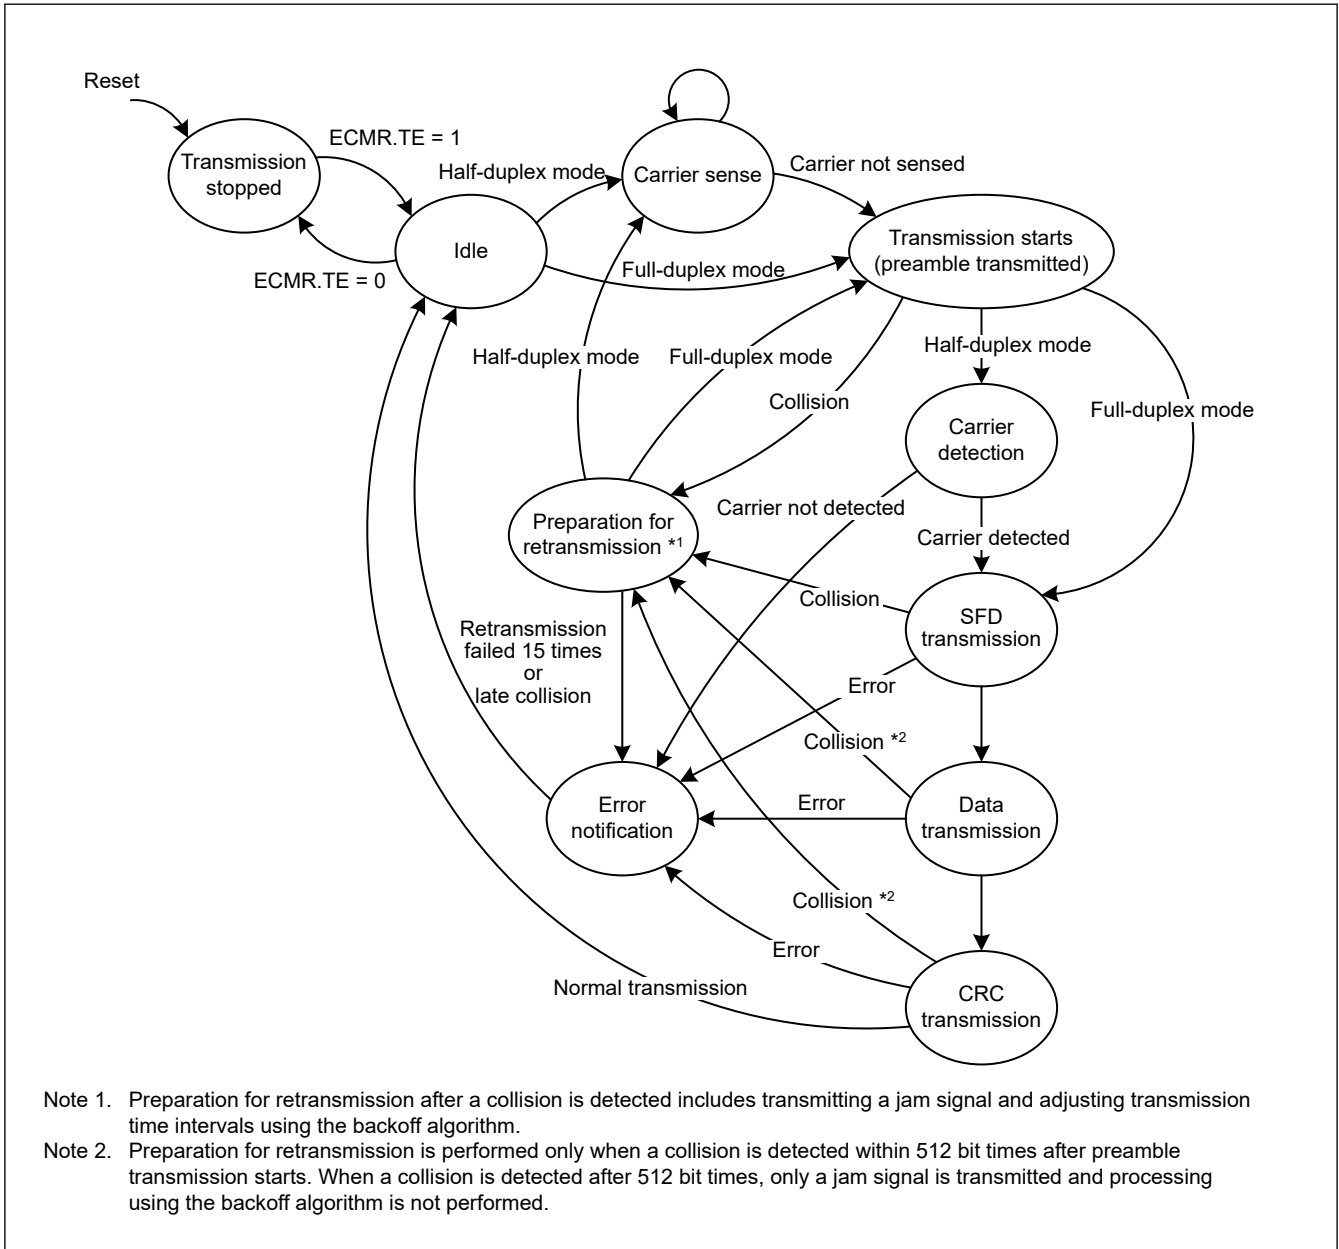 Reset
ECMR.TE = 1
Transmission
stopped
Half-duplex mode
Carrier sense
Carrier not sensed
Idle
ECMR.TE = 0
Full-duplex mode
Transmission starts
(preamble transmitted)
Half-duplex mode
Full-duplex mode
Half-duplex mode
Collision
Full-duplex mode
Carrier
detection
Carrier not detected
Preparation for
retransmission *1
Carrier detected
Collision
SFD
transmission
Retransmission
failed 15 times
or
late collision
Error
Collision *2
Error
notification
Error
Data
transmission
Collision *2
Error
Normal transmission
CRC
transmission
Note 1. Preparation for retransmission after a collision is detected includes transmitting a jam signal and adjusting transmission
time intervals using the backoff algorithm.
Note 2. Preparation for retransmission is performed only when a collision is detected within 512 bit times after preamble
transmission starts. When a collision is detected after 512 bit times, only a jam signal is transmitted and processing
using the backoff algorithm is not performed.